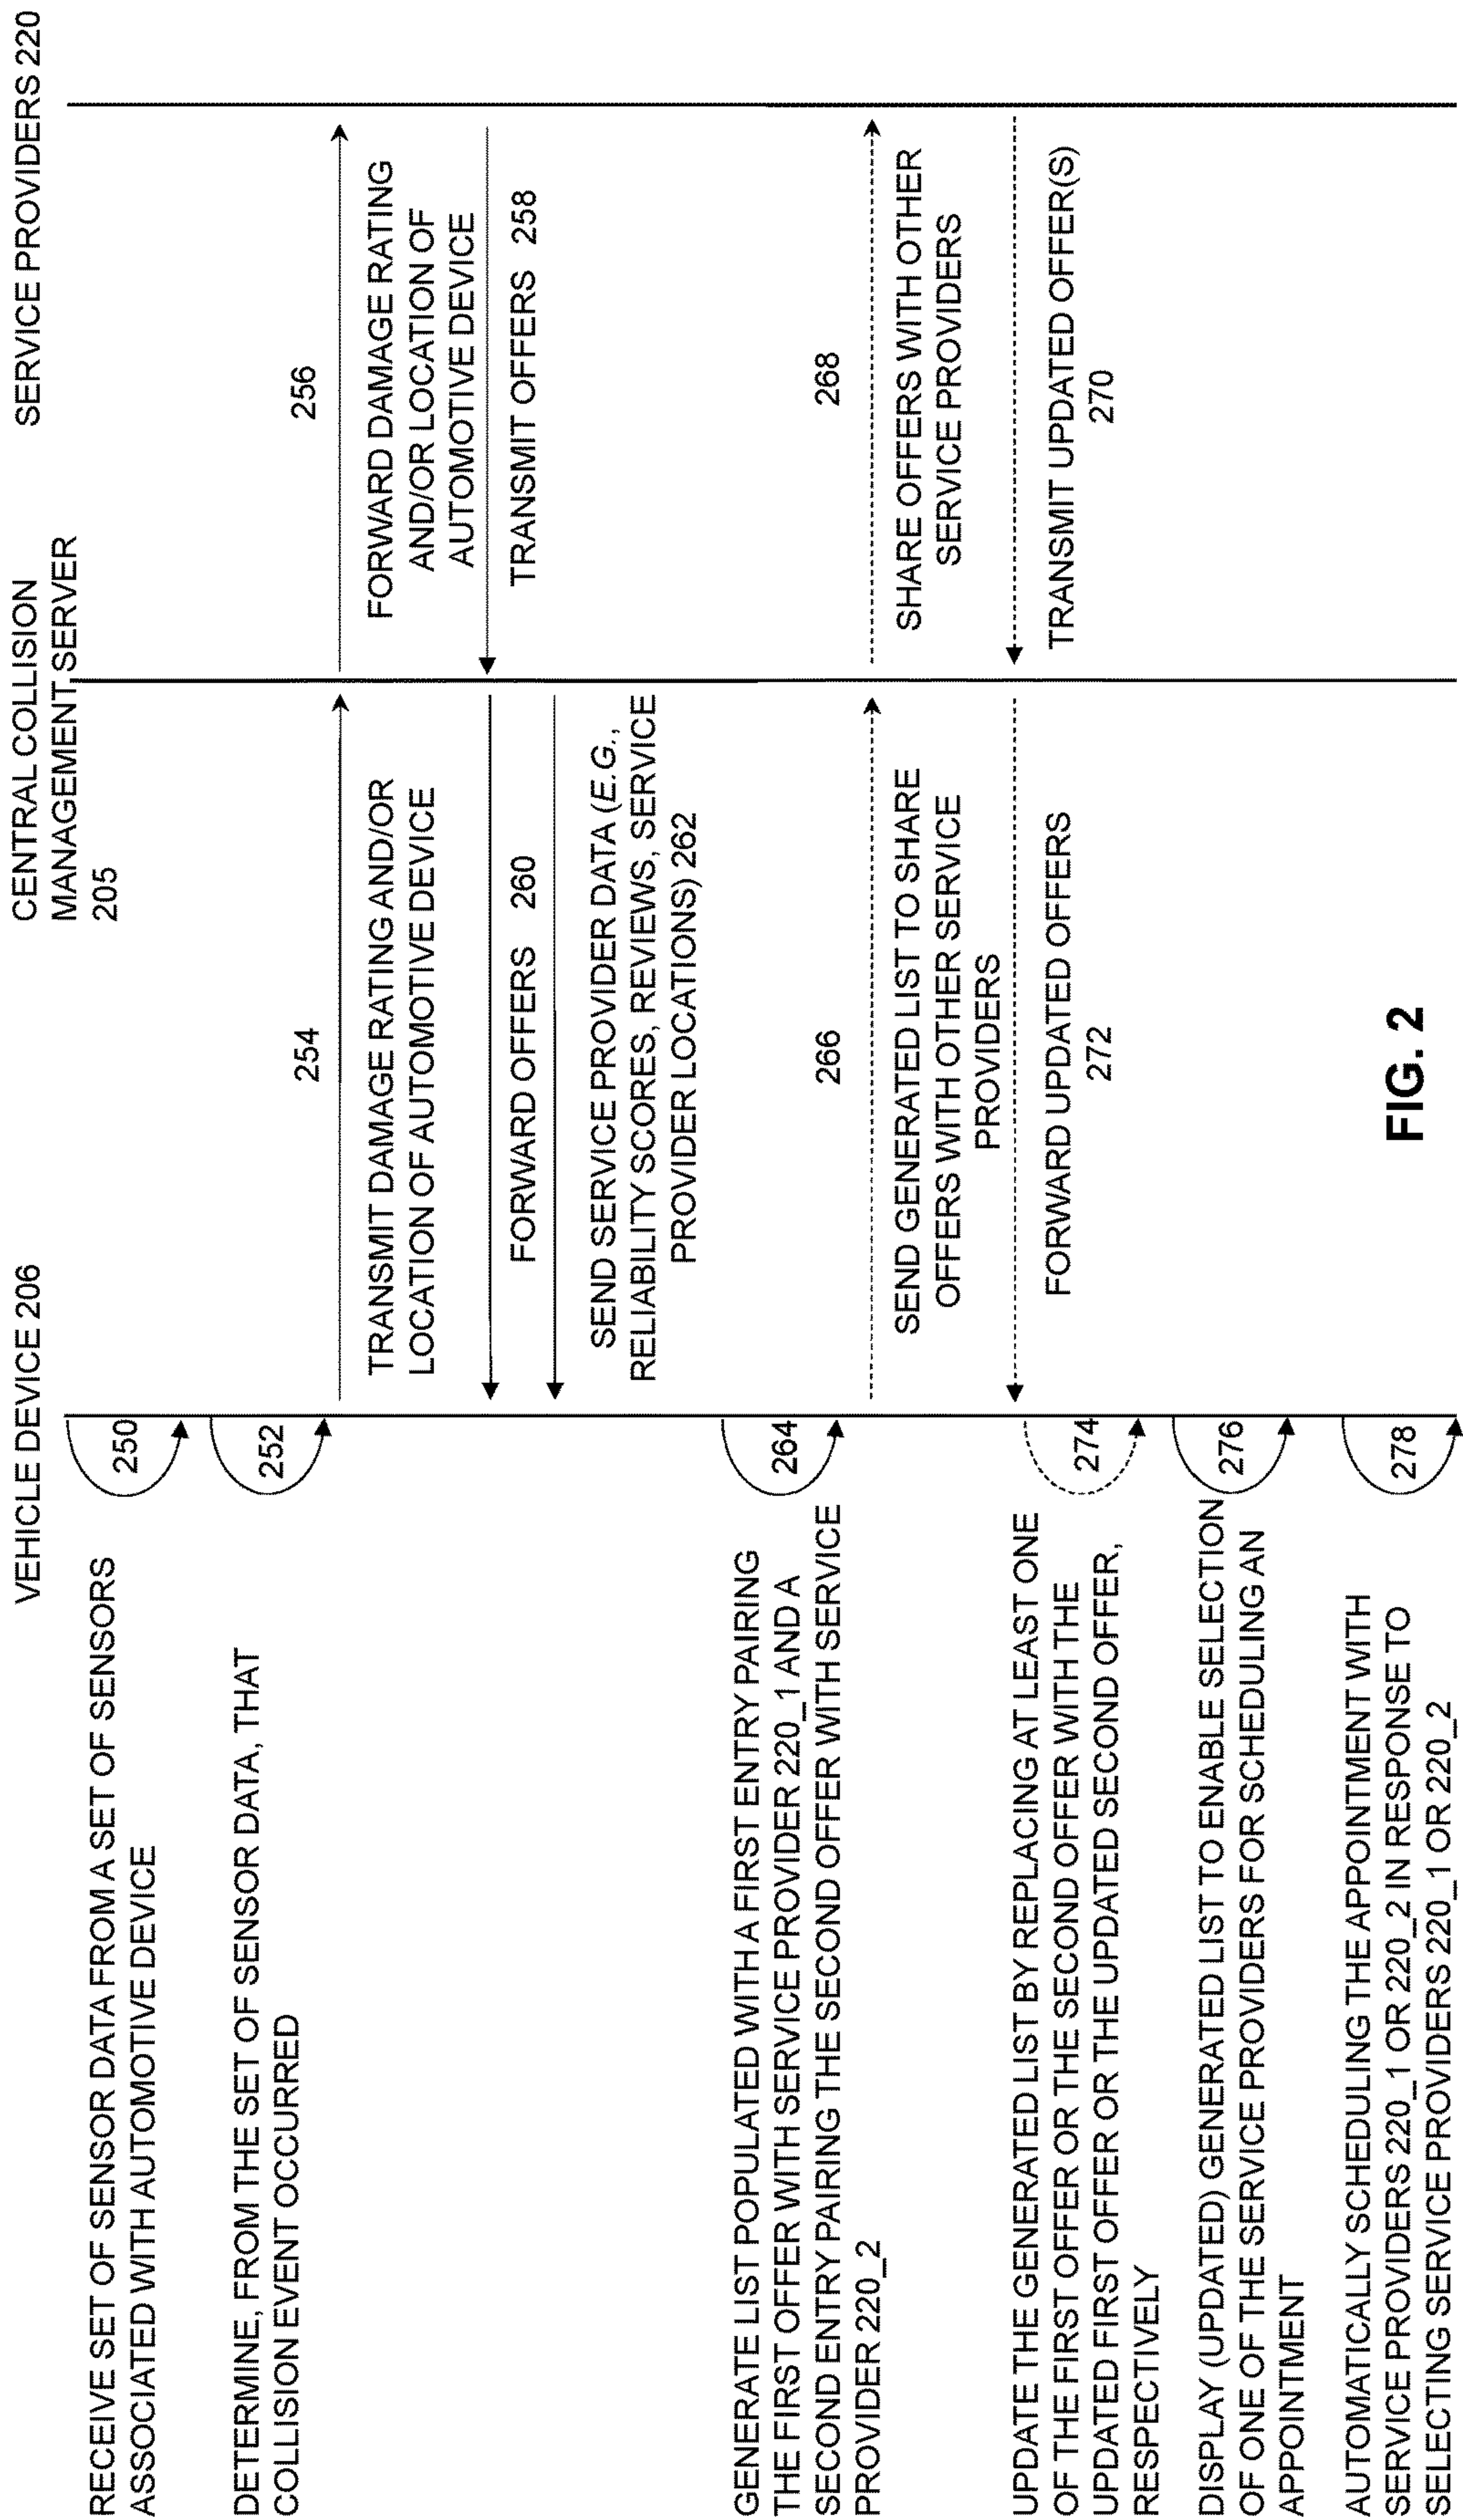 VEHICLE DEVICE 206
CENTRAL COLLISION
MANAGEMENT SERVER
205
SERVICE PROVIDERS 220
RECEIVE SET OF SENSOR DATA FROM A SET OF SENSORS
ASSOCIATED WITH AUTOMOTIVE DEVICE
250
DETERMINE, FROM THE SET OF SENSOR DATA, THAT
COLLISION EVENT OCCURRED
252
254
TRANSMIT DAMAGE RATING AND/OR
LOCATION OF AUTOMOTIVE DEVICE
256
FORWARD DAMAGE RATING
AND/OR LOCATION OF
AUTOMOTIVE DEVICE
TRANSMIT OFFERS 258
FORWARD OFFERS 260
SEND SERVICE PROVIDER DATA (E.G.,
RELIABILITY SCORES, REVIEWS, SERVICE
PROVIDER LOCATIONS) 262
GENERATE LIST POPULATED WITH A FIRST ENTRY PAIRING
THE FIRST OFFER WITH SERVICE PROVIDER 220_1 AND A
SECOND ENTRY PAIRING THE SECOND OFFER WITH SERVICE
PROVIDER 220_2
264
266
SEND GENERATED LIST TO SHARE
OFFERS WITH OTHER SERVICE
PROVIDERS
268
SHARE OFFERS WITH OTHER
SERVICE PROVIDERS
TRANSMIT UPDATED OFFER(S)
270
FORWARD UPDATED OFFERS
272
UPDATE THE GENERATED LIST BY REPLACING AT LEAST ONE
OF THE FIRST OFFER OR THE SECOND OFFER WITH THE
UPDATED FIRST OFFER OR THE UPDATED SECOND OFFER,
RESPECTIVELY
274
DISPLAY (UPDATED) GENERATED LIST TO ENABLE SELECTION
OF ONE OF THE SERVICE PROVIDERS FOR SCHEDULING AN
APPOINTMENT
276
AUTOMATICALLY SCHEDULING THE APPOINTMENT WITH
SERVICE PROVIDERS 220_1 OR 220_2 IN RESPONSE TO
SELECTING SERVICE PROVIDERS 220_1 OR 220_2
278
FIG. 2